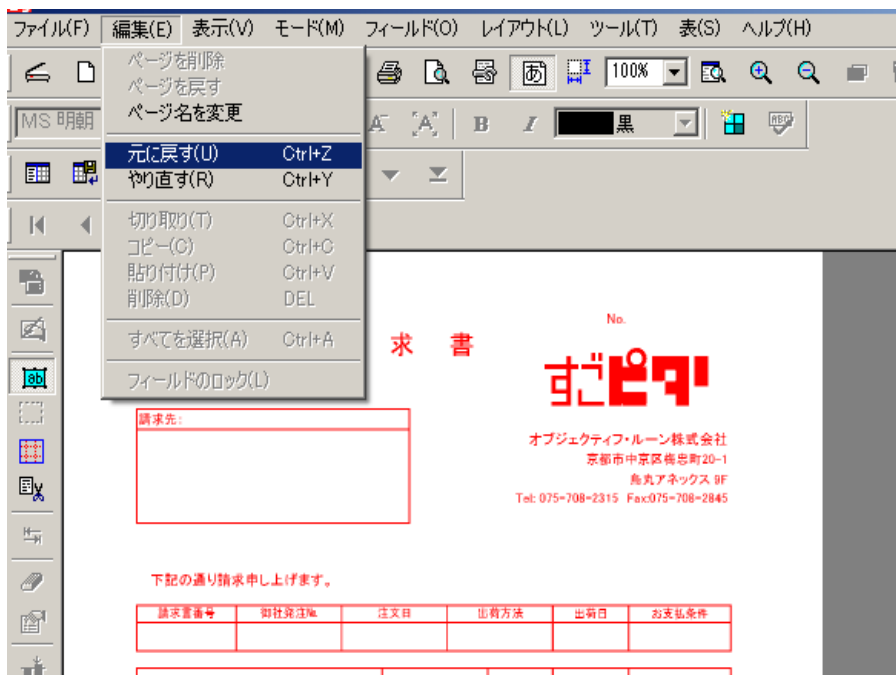 ファイル(F) 編集(E) 表示(V) モード(M) フィールド(O) レイアウト(L) ツール(T) 表(S) ヘルプ(H)
ページを削除
ページを戻す
ページ名を変更
元に戻す(U) Ctrl+Z
やり直す(R) Ctrl+Y
切り取り(T) Ctrl+X
コピー(C) Ctrl+C
貼り付け(P) Ctrl+V
削除(D) DEL
すべてを選択(A) Ctrl+A
フィールドのロック(L)
あ 100%
MS 明朝 A A B I 黒 ABC
ab
No.
求 書
すごピタ!
請求先:
オブジェクティフ・ルーン株式会社
京都市中京区梅忠町20-1
烏丸アネックス 9F
Tel: 075-708-2315 Fax:075-708-2845
下記の通り請求申し上げます。
請求書番号 御社発注№ 注文日 出荷方法 出荷日 お支払条件